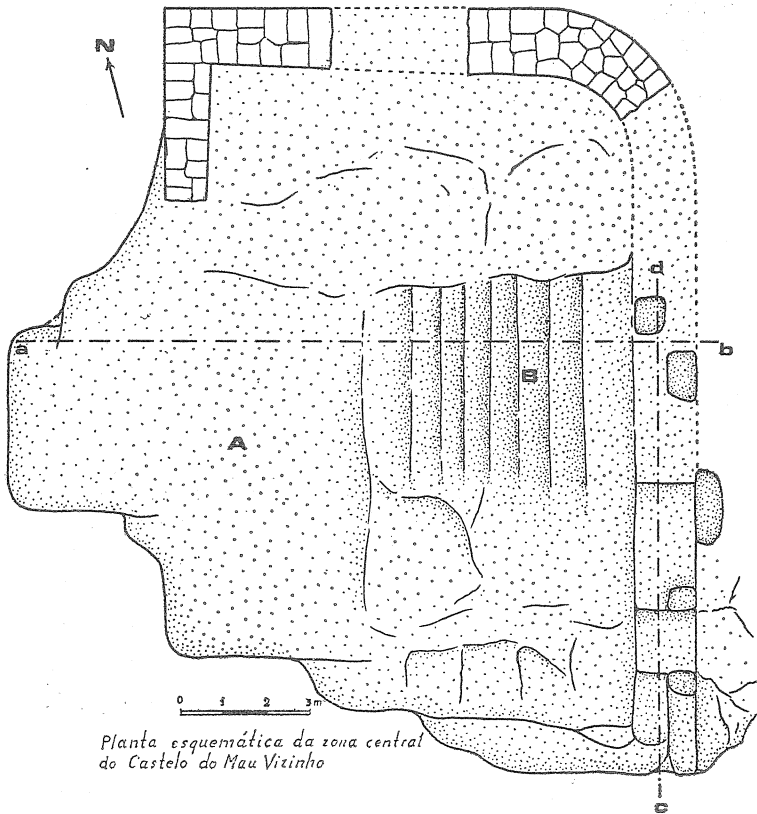 N
d
a
b
B
A
0 1 2 3m
Planta esquemática da zona central
do Castelo do Mau Vizinho
c